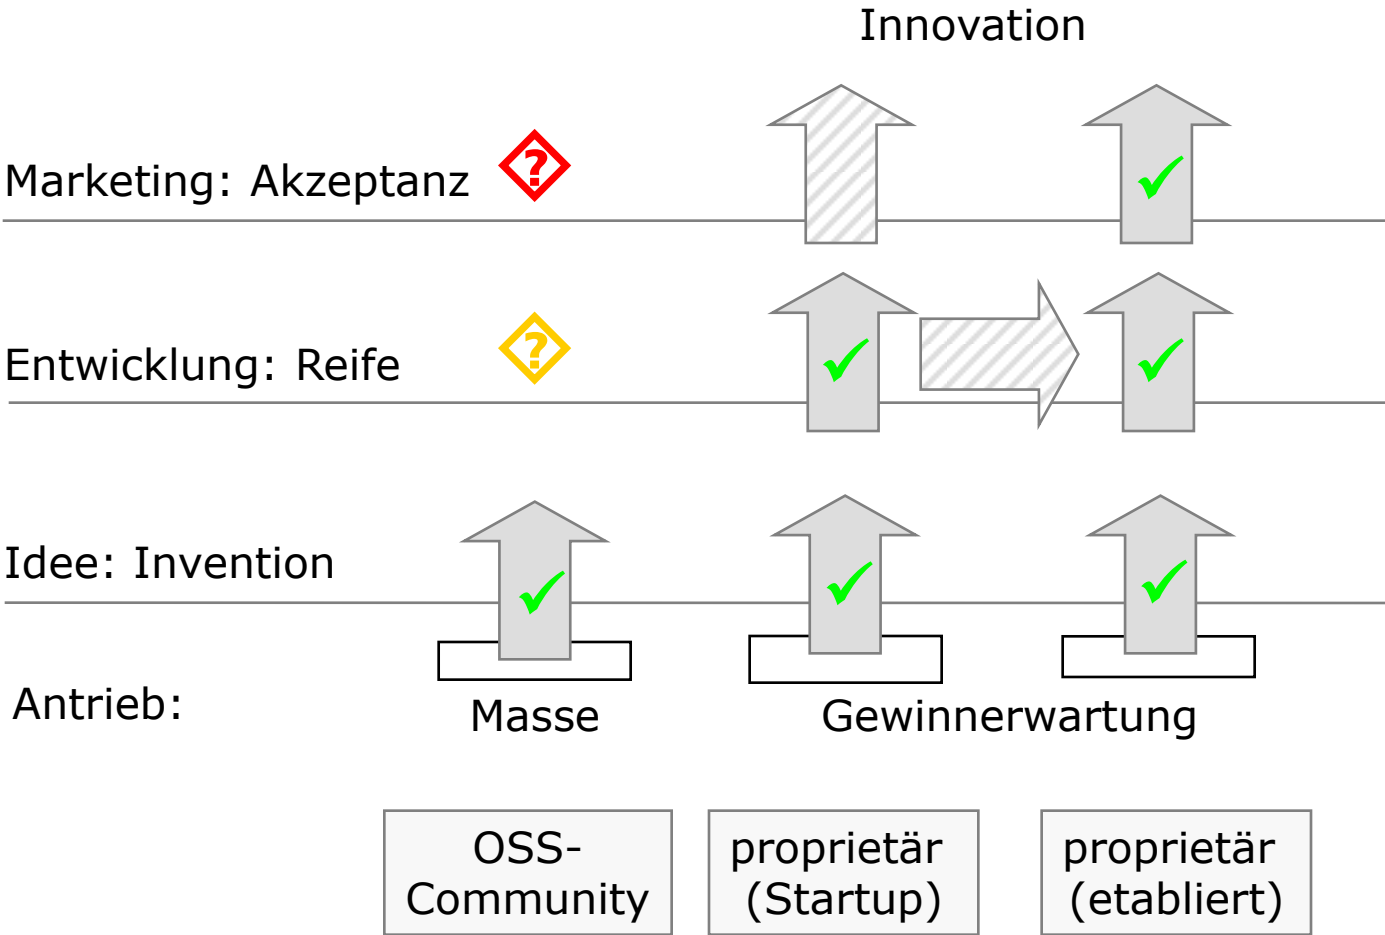 Innovation
Marketing: Akzeptanz
?
Entwicklung: Reife
?
Idee: Invention
Antrieb:
Masse
Gewinnerwartung
OSS-
Community
proprietär
(Startup)
proprietär
(etabliert)